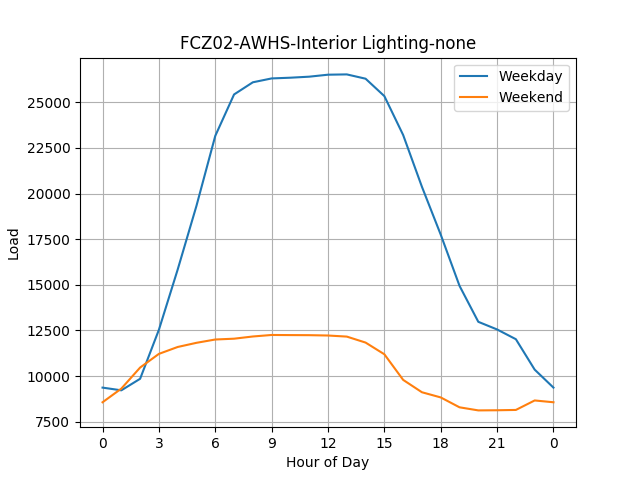 FCZ02-AWHS-Interior Lighting-none
Weekday
Weekend
25000
22500
20000
17500
15000
12500
10000
7500
Load
0 3 6 9 12 15 18 21 0
Hour of Day